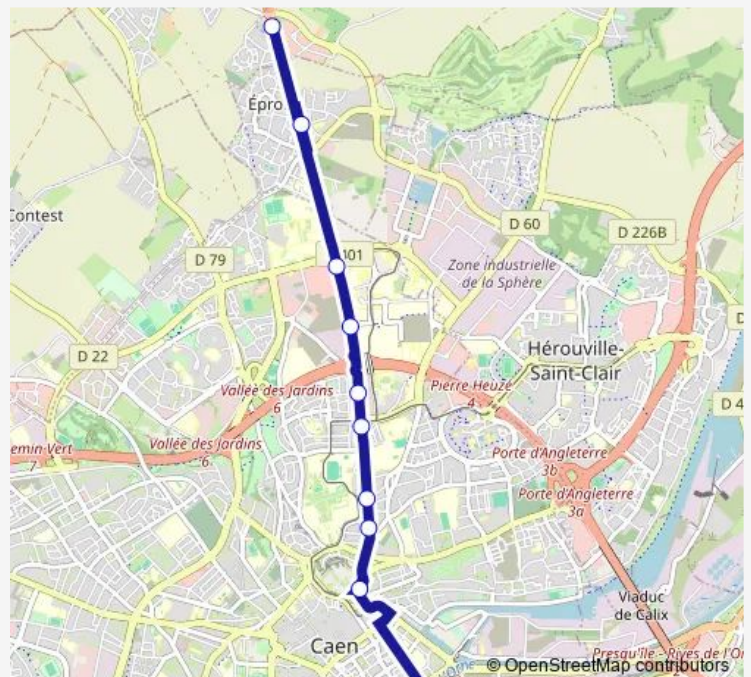 Épro
Contest
D 60
D 226B
D 79
101
Zone industrielle
de la Sphère
D 22
Hérouville-
Saint-Clair
Vallée des Jardins
6
Pierre Heuzé
4
D 4
emin-Vert
7
Vallée des Jardins
6
Porte d'Angleterre
3b
Porte d'Angleterre
3a
Viaduc
de Calix
Caen
Presqu'île - Rives de l'Or
© OpenStreetMap contributors